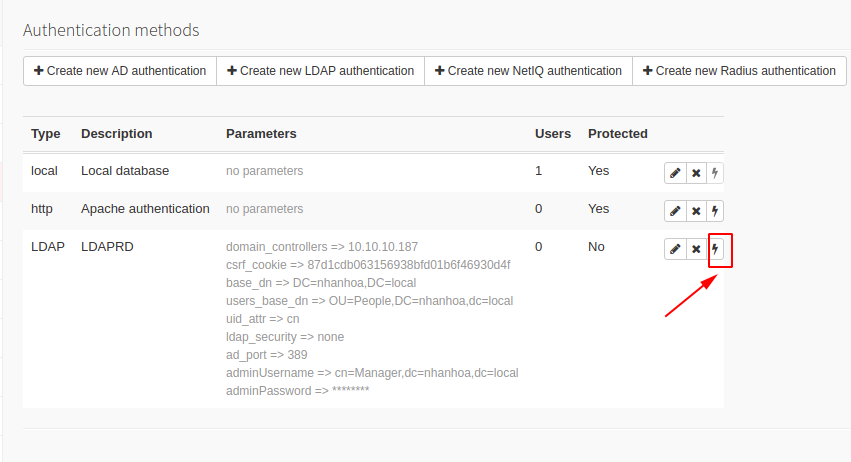 Authentication methods
Create new AD authentication Create new LDAP authentication Create new NetIQ authentication Create new Radius authentication
Type Description Parameters Users Protected
local Local database no parameters 1 Yes
http Apache authentication no parameters 0 Yes
LDAP LDAPRD domain_controllers => 10.10.10.187 0 No
csrf_cookie => 87d1cdb063156938bfd01b6f46930d4f
base_dn => DC=nhanhoa,DC=local
users_base_dn => OU=People,DC=nhanhoa,dc=local
uid_attr => cn
ldap_security => none
ad_port => 389
adminUsername => cn=Manager,dc=nhanhoa,dc=local
adminPassword => ********